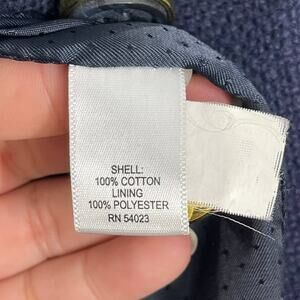 SHELL:
100% COTTON
LINING
100% POLYESTER
RN 54023